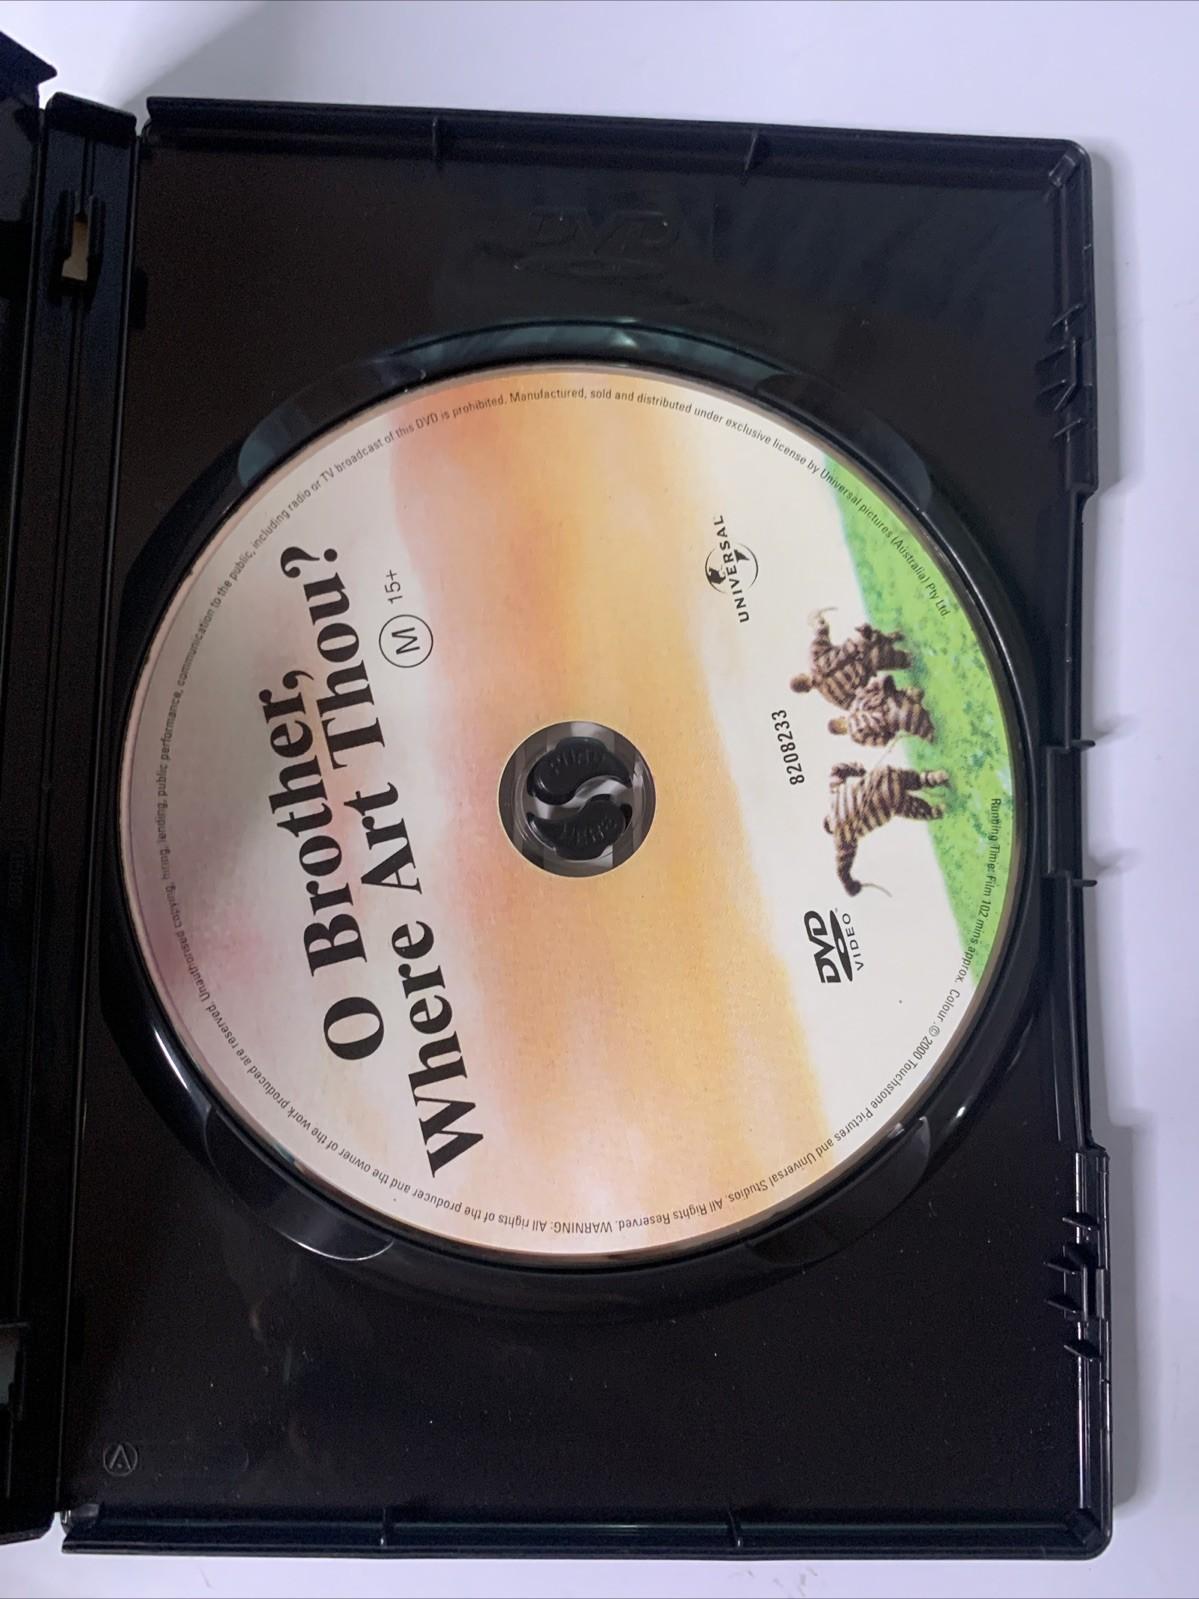 DVD
O Brother,
Where Art Thou?
M 15+
UNIVERSAL
8208233
DVD
VIDEO
Running Time: Film 102 mins approx. Colour. © 2000 Touchstone Pictures and Universal Studios. All Rights Reserved. WARNING: All rights of the producer and the owner of the work produced are reserved. Unauthorised copying, hiring, lending, public performance, communication to the public, including radio or TV broadcast of this DVD is prohibited. Manufactured, sold and distributed under exclusive license by Universal pictures (Australia) Pty Ltd.
PUSH